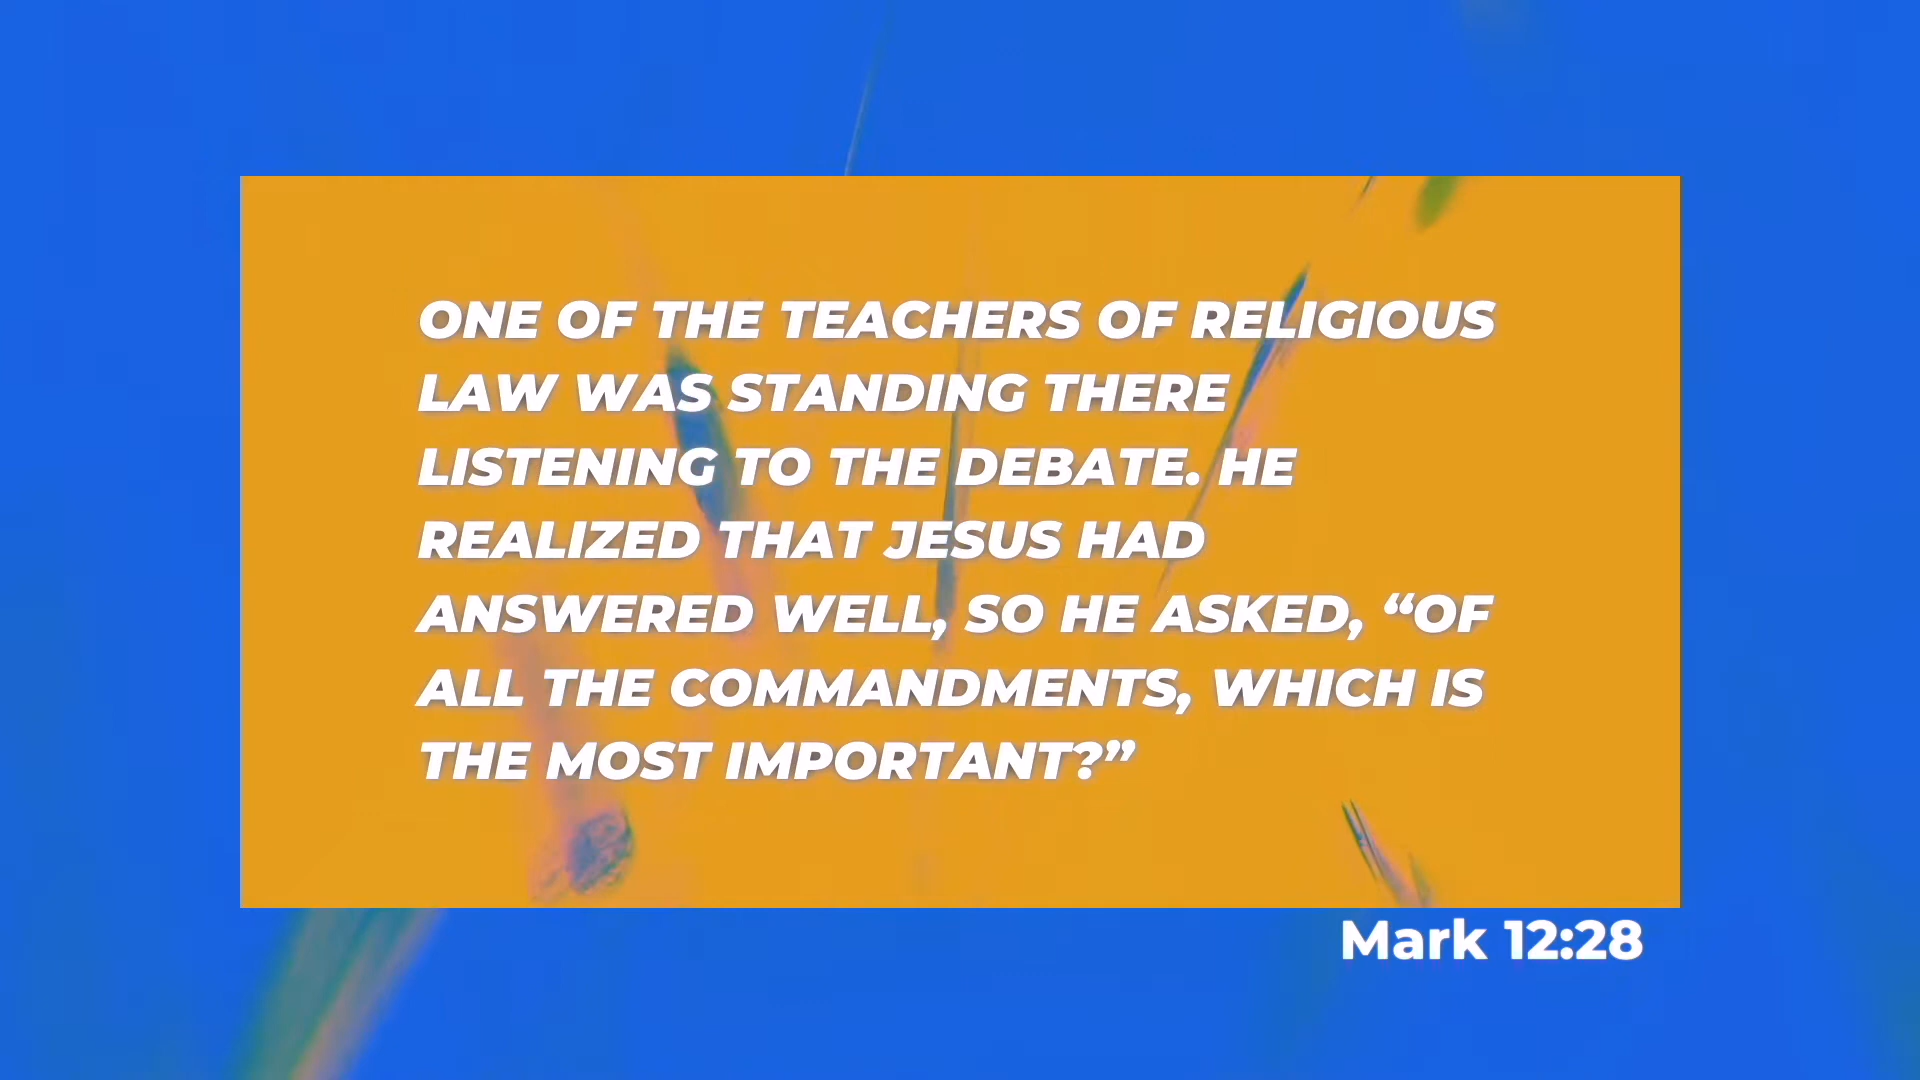 ONE OF THE TEACHERS OF RELIGIOUS
LAW WAS STANDING THERE
LISTENING TO THE DEBATE. HE
REALIZED THAT JESUS HAD
ANSWERED WELL, SO HE ASKED, “OF
ALL THE COMMANDMENTS, WHICH IS
THE MOST IMPORTANT?”
Mark 12:28